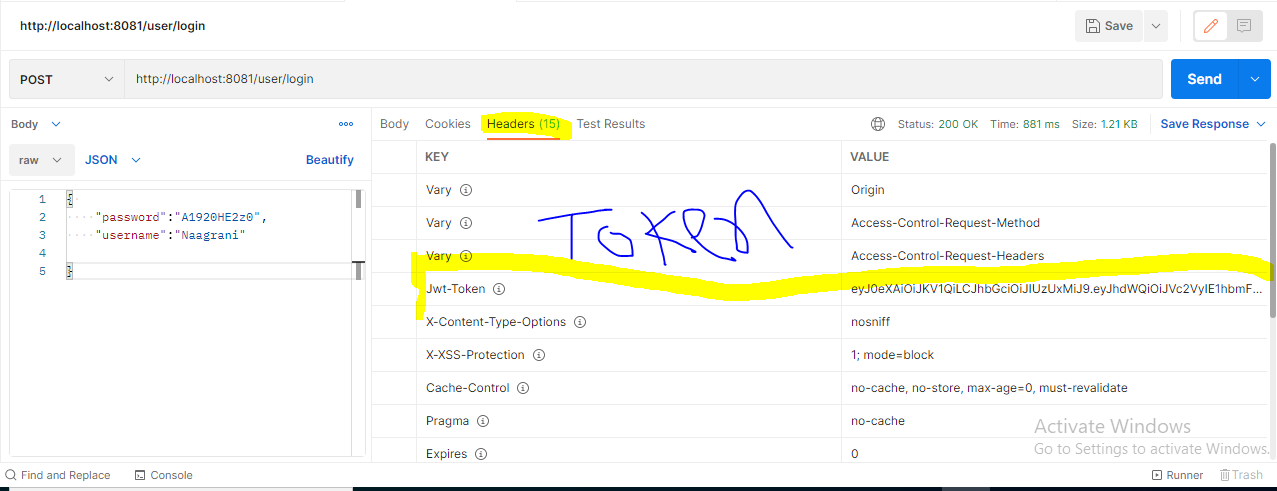 http://localhost:8081/user/login
Save
POST http://localhost:8081/user/login Send
Body
raw JSON Beautify
1 {
2 "password":"A1920HE2z0",
3 "username":"Naagrani"
4
5 }
Body Cookies Headers (15) Test Results Status: 200 OK Time: 881 ms Size: 1.21 KB Save Response
KEY VALUE
Vary Origin
Vary Access-Control-Request-Method
Token
Vary Access-Control-Request-Headers
Jwt-Token eyJ0eXAiOiJKV1QiLCJhbGciOiJIUzUxMiJ9.eyJhdWQiOiJVc2VyIE1hbmF...
X-Content-Type-Options nosniff
X-XSS-Protection 1; mode=block
Cache-Control no-cache, no-store, max-age=0, must-revalidate
Pragma no-cache
Expires 0
Activate Windows
Go to Settings to activate Windows.
Find and Replace Console Runner Trash